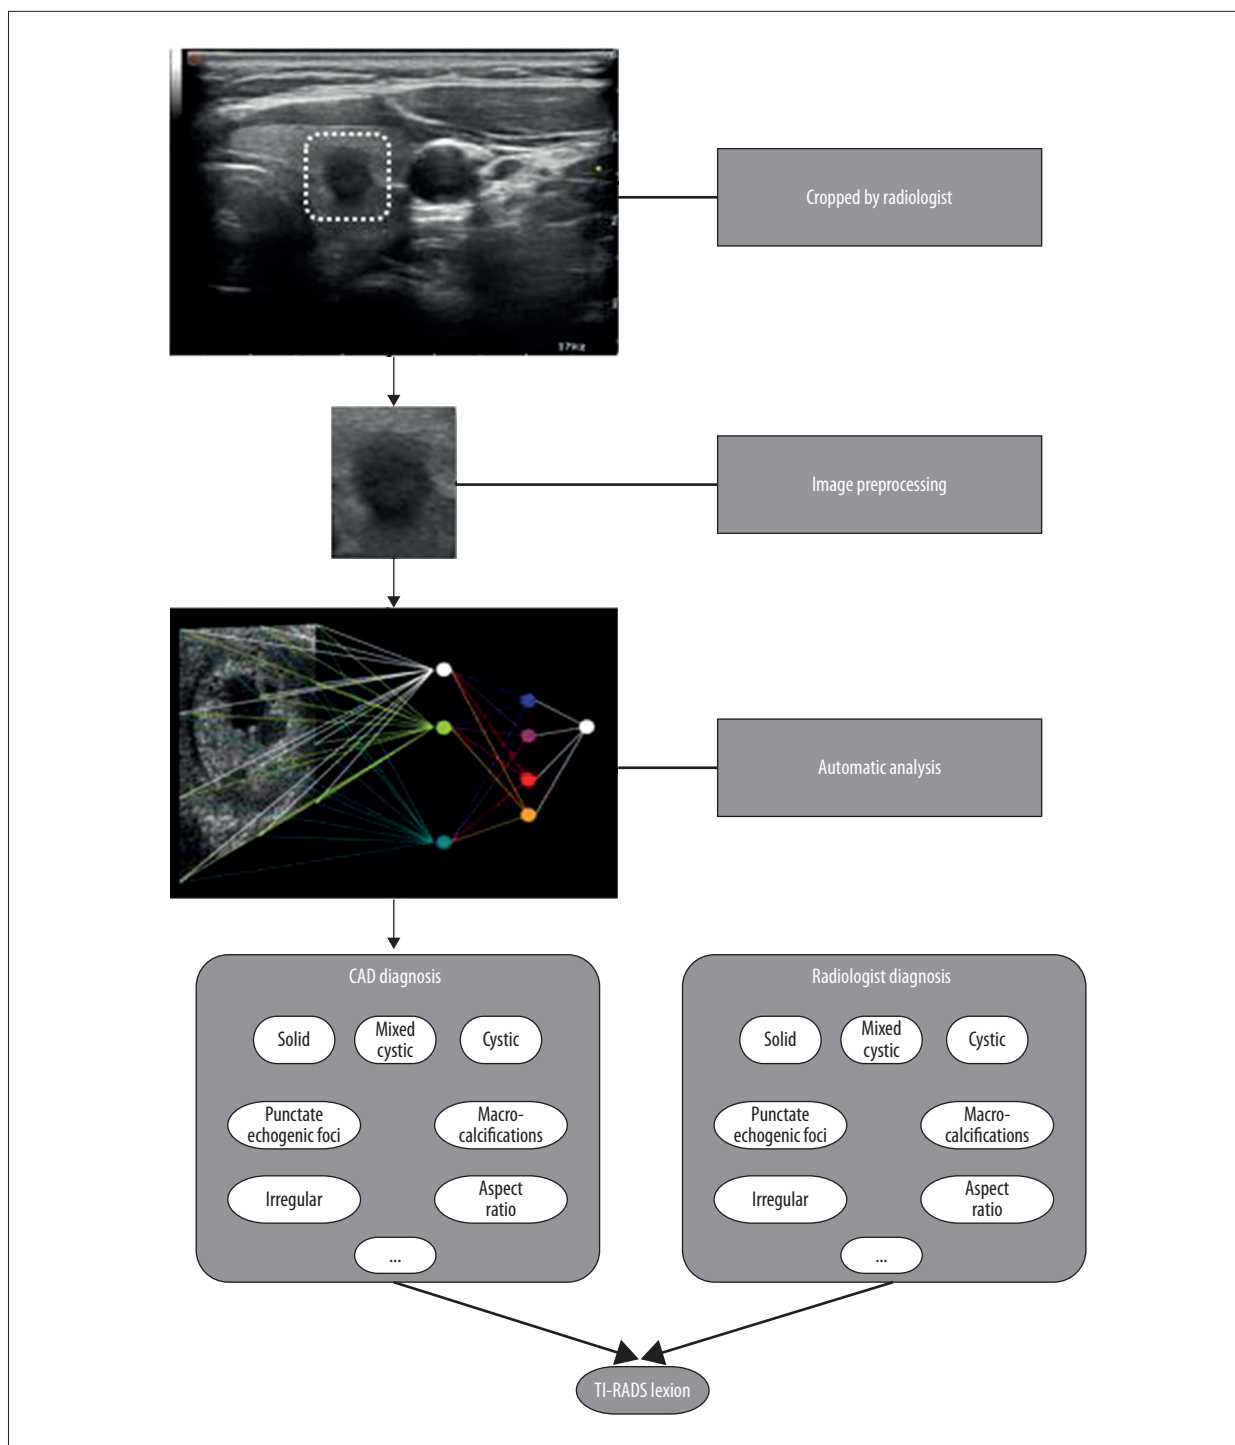 37Hz
Cropped by radiologist
Image preprocessing
Automatic analysis
CAD diagnosis
Solid
Mixed
cystic
Cystic
Punctate
echogenic foci
Macro-
calcifications
Irregular
Aspect
ratio
...
Radiologist diagnosis
Solid
Mixed
cystic
Cystic
Punctate
echogenic foci
Macro-
calcifications
Irregular
Aspect
ratio
...
TI-RADS lexion